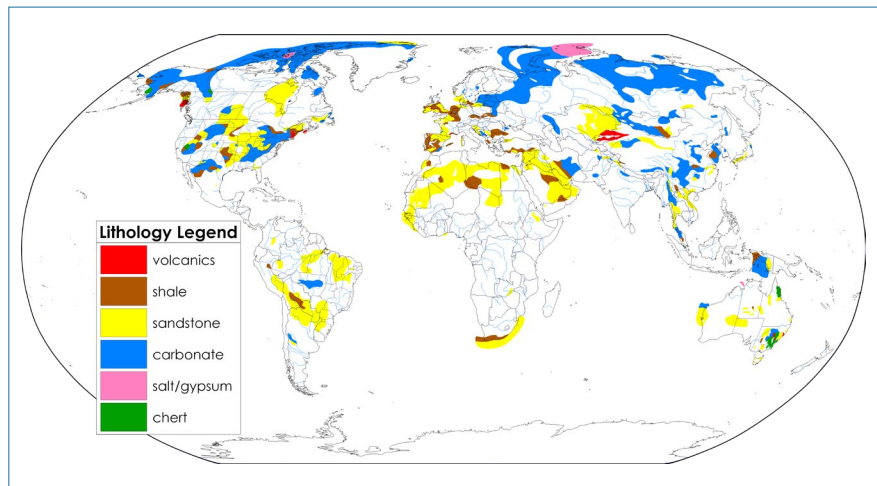 Lithology Legend
volcanics
shale
sandstone
carbonate
salt/gypsum
chert